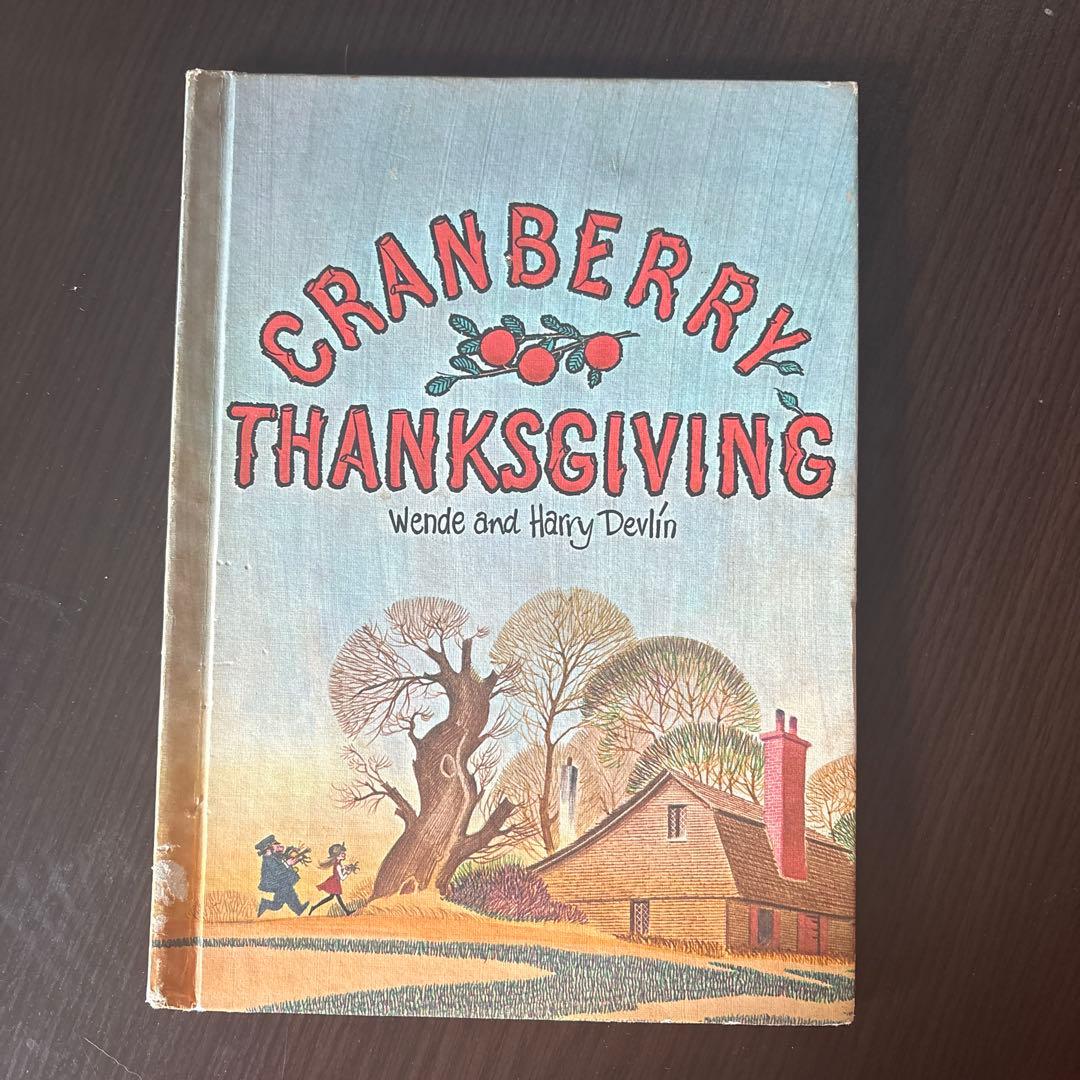 CRANBERRY
THANKSGIVING
Wende and Harry Devlin